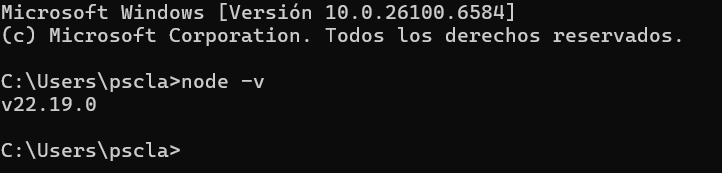 Microsoft Windows [Versión 10.0.26100.6584]
(c) Microsoft Corporation. Todos los derechos reservados.
C:\Users\pscla>node -v
v22.19.0
C:\Users\pscla>